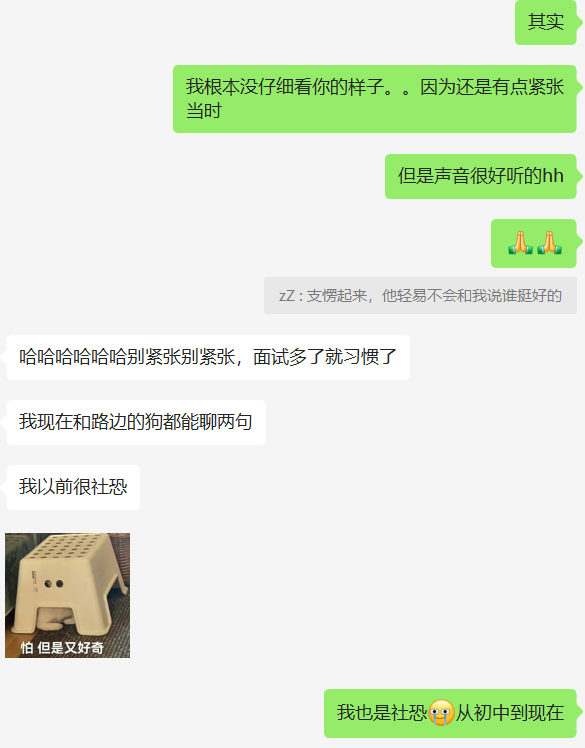 其实
我根本没仔细看你的样子。。因为还是有点紧张
当时
但是声音很好听的hh
🙏🙏
zZ : 支愣起来，他轻易不会和我说谁挺好的
哈哈哈哈哈哈别紧张别紧张，面试多了就习惯了
我现在和路边的狗都能聊两句
我以前很社恐
怕 但是又好奇
我也是社恐🥹从初中到现在